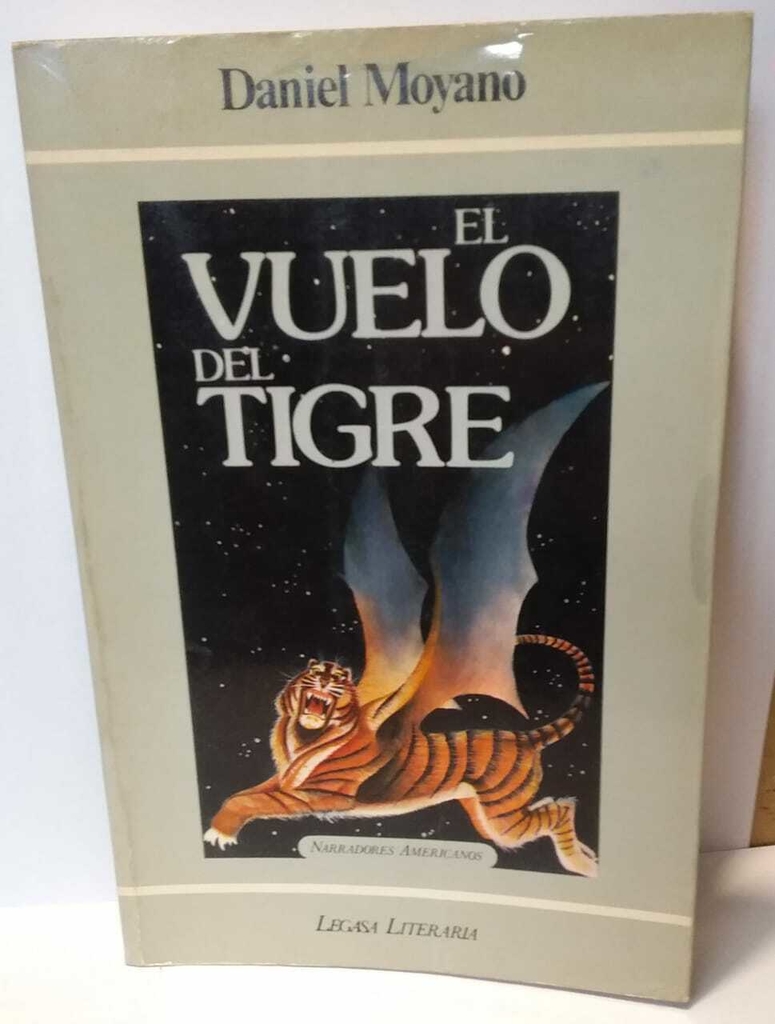 Daniel Moyano
EL
VUELO
DEL
TIGRE
NARRADORES AMERICANOS
LEGASA LITERARIA